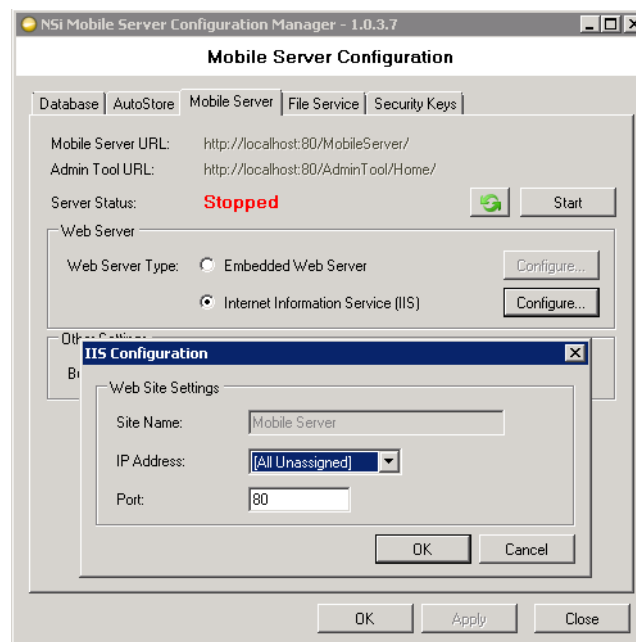 NSi Mobile Server Configuration Manager - 1.0.3.7
Mobile Server Configuration
Database AutoStore Mobile Server File Service Security Keys
Mobile Server URL: http://localhost:80/MobileServer/
Admin Tool URL: http://localhost:80/AdminTool/Home/
Server Status: Stopped Start
Web Server
Web Server Type: Embedded Web Server Configure...
Internet Information Service (IIS) Configure...
IIS Configuration
Web Site Settings
Site Name: Mobile Server
IP Address: [All Unassigned]
Port: 80
OK Cancel
OK Apply Close